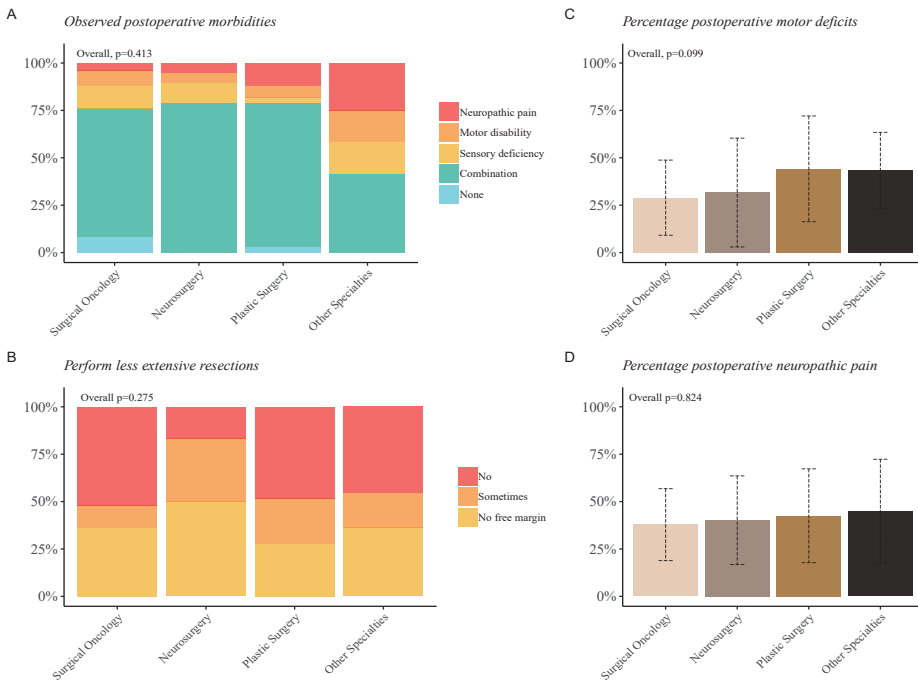 A
Observed postoperative morbidities
Overall, p=0.413
100%
75%
50%
25%
0%
Surgical Oncology
Neurosurgery
Plastic Surgery
Other Specialties
Neuropathic pain
Motor disability
Sensory deficiency
Combination
None
C
Percentage postoperative motor deficits
Overall, p=0.099
100%
75%
50%
25%
0%
Surgical Oncology
Neurosurgery
Plastic Surgery
Other Specialties
B
Perform less extensive resections
Overall p=0.275
100%
75%
50%
25%
0%
Surgical Oncology
Neurosurgery
Plastic Surgery
Other Specialties
No
Sometimes
No free margin
D
Percentage postoperative neuropathic pain
Overall p=0.824
100%
75%
50%
25%
0%
Surgical Oncology
Neurosurgery
Plastic Surgery
Other Specialties